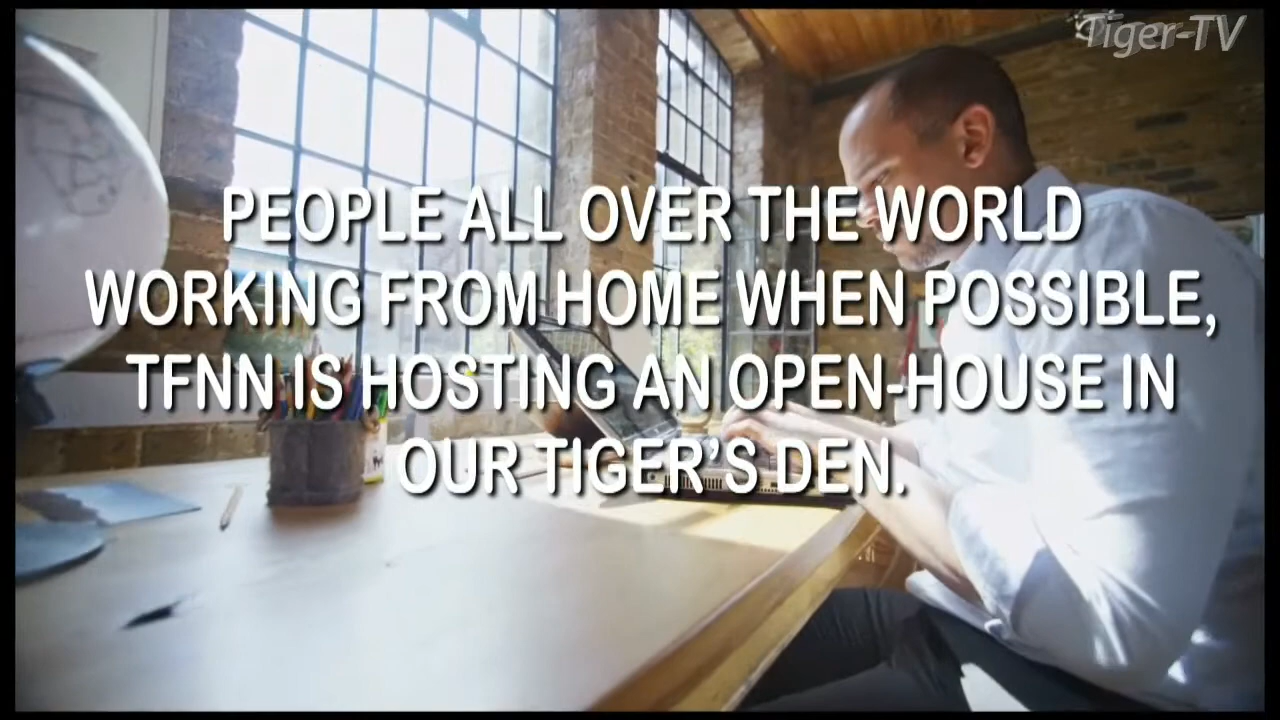 Tiger-TV
PEOPLE ALL OVER THE WORLD
WORKING FROM HOME WHEN POSSIBLE,
TFNN IS HOSTING AN OPEN-HOUSE IN
OUR TIGER'S DEN.